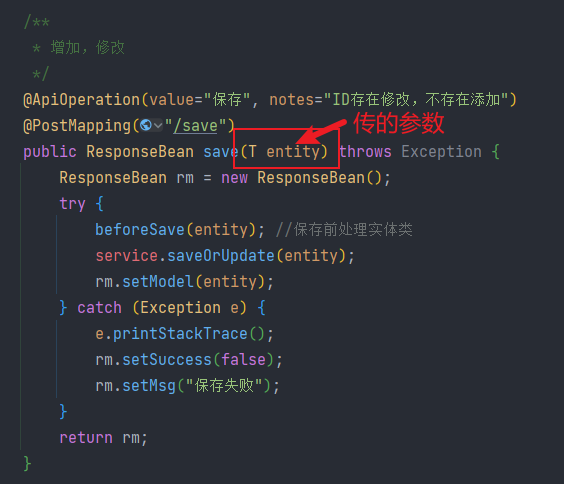 /**
* 增加，修改
*/
@ApiOperation(value="保存", notes="ID存在修改，不存在添加")
@PostMapping("/save")
传的参数
public ResponseBean save(T entity) throws Exception {
ResponseBean rm = new ResponseBean();
try {
beforeSave(entity); //保存前处理实体类
service.saveOrUpdate(entity);
rm.setModel(entity);
} catch (Exception e) {
e.printStackTrace();
rm.setSuccess(false);
rm.setMsg("保存失败");
}
return rm;
}